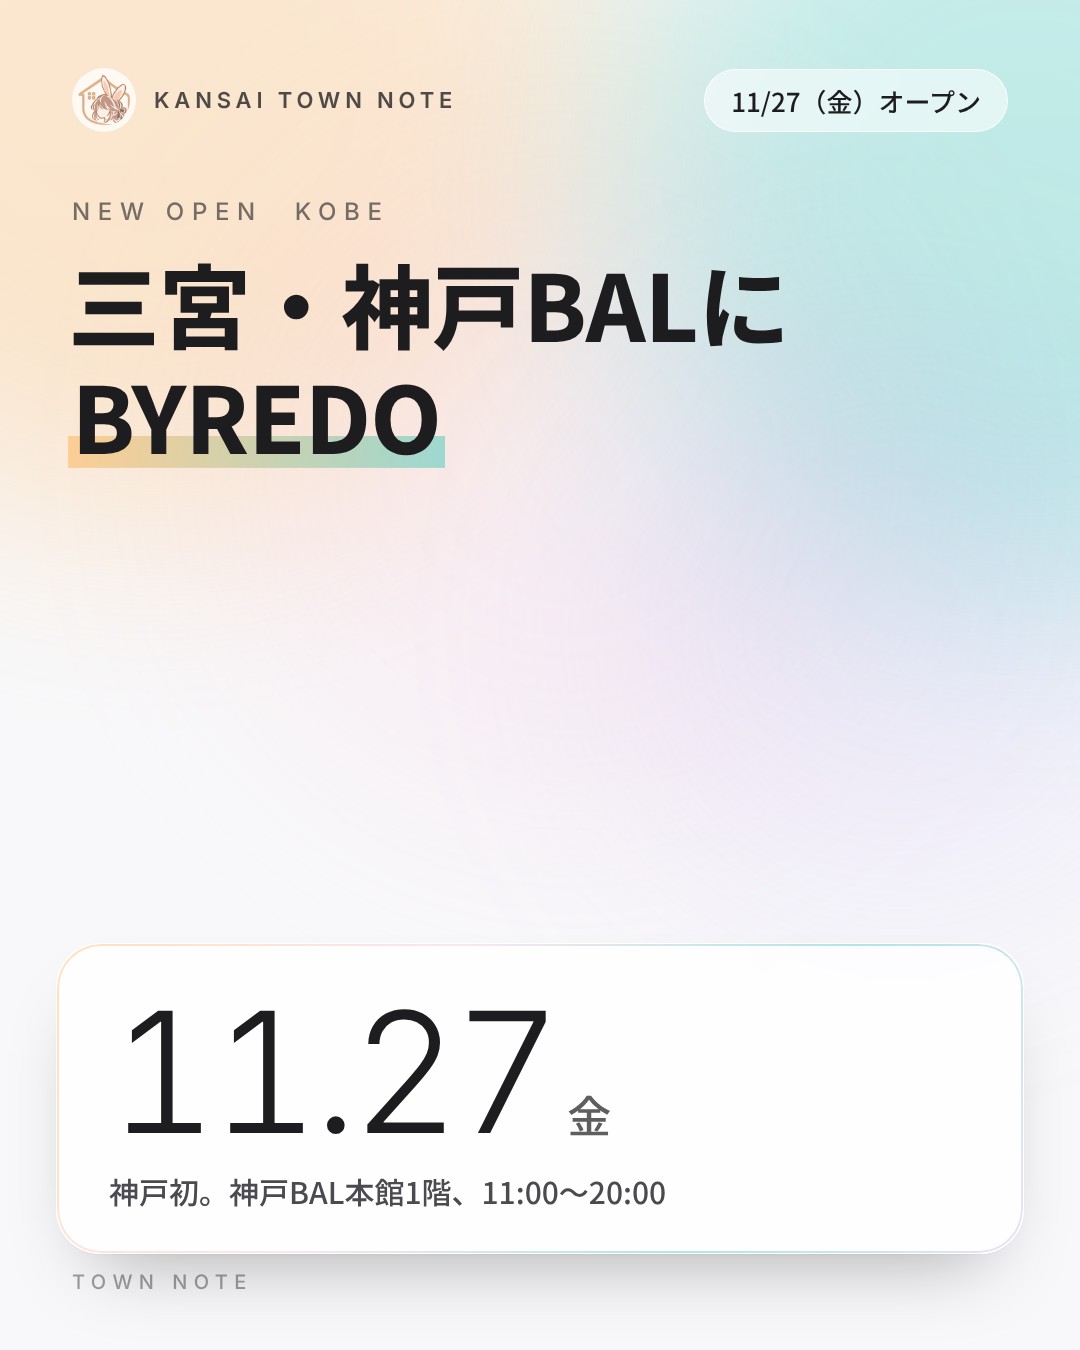 KANSAI TOWN NOTE
11/27（金）オープン
NEW OPEN KOBE
三宮・神戸BALに
BYREDO
11.27 金
神戸初。神戸BAL本館1階、11:00〜20:00
TOWN NOTE